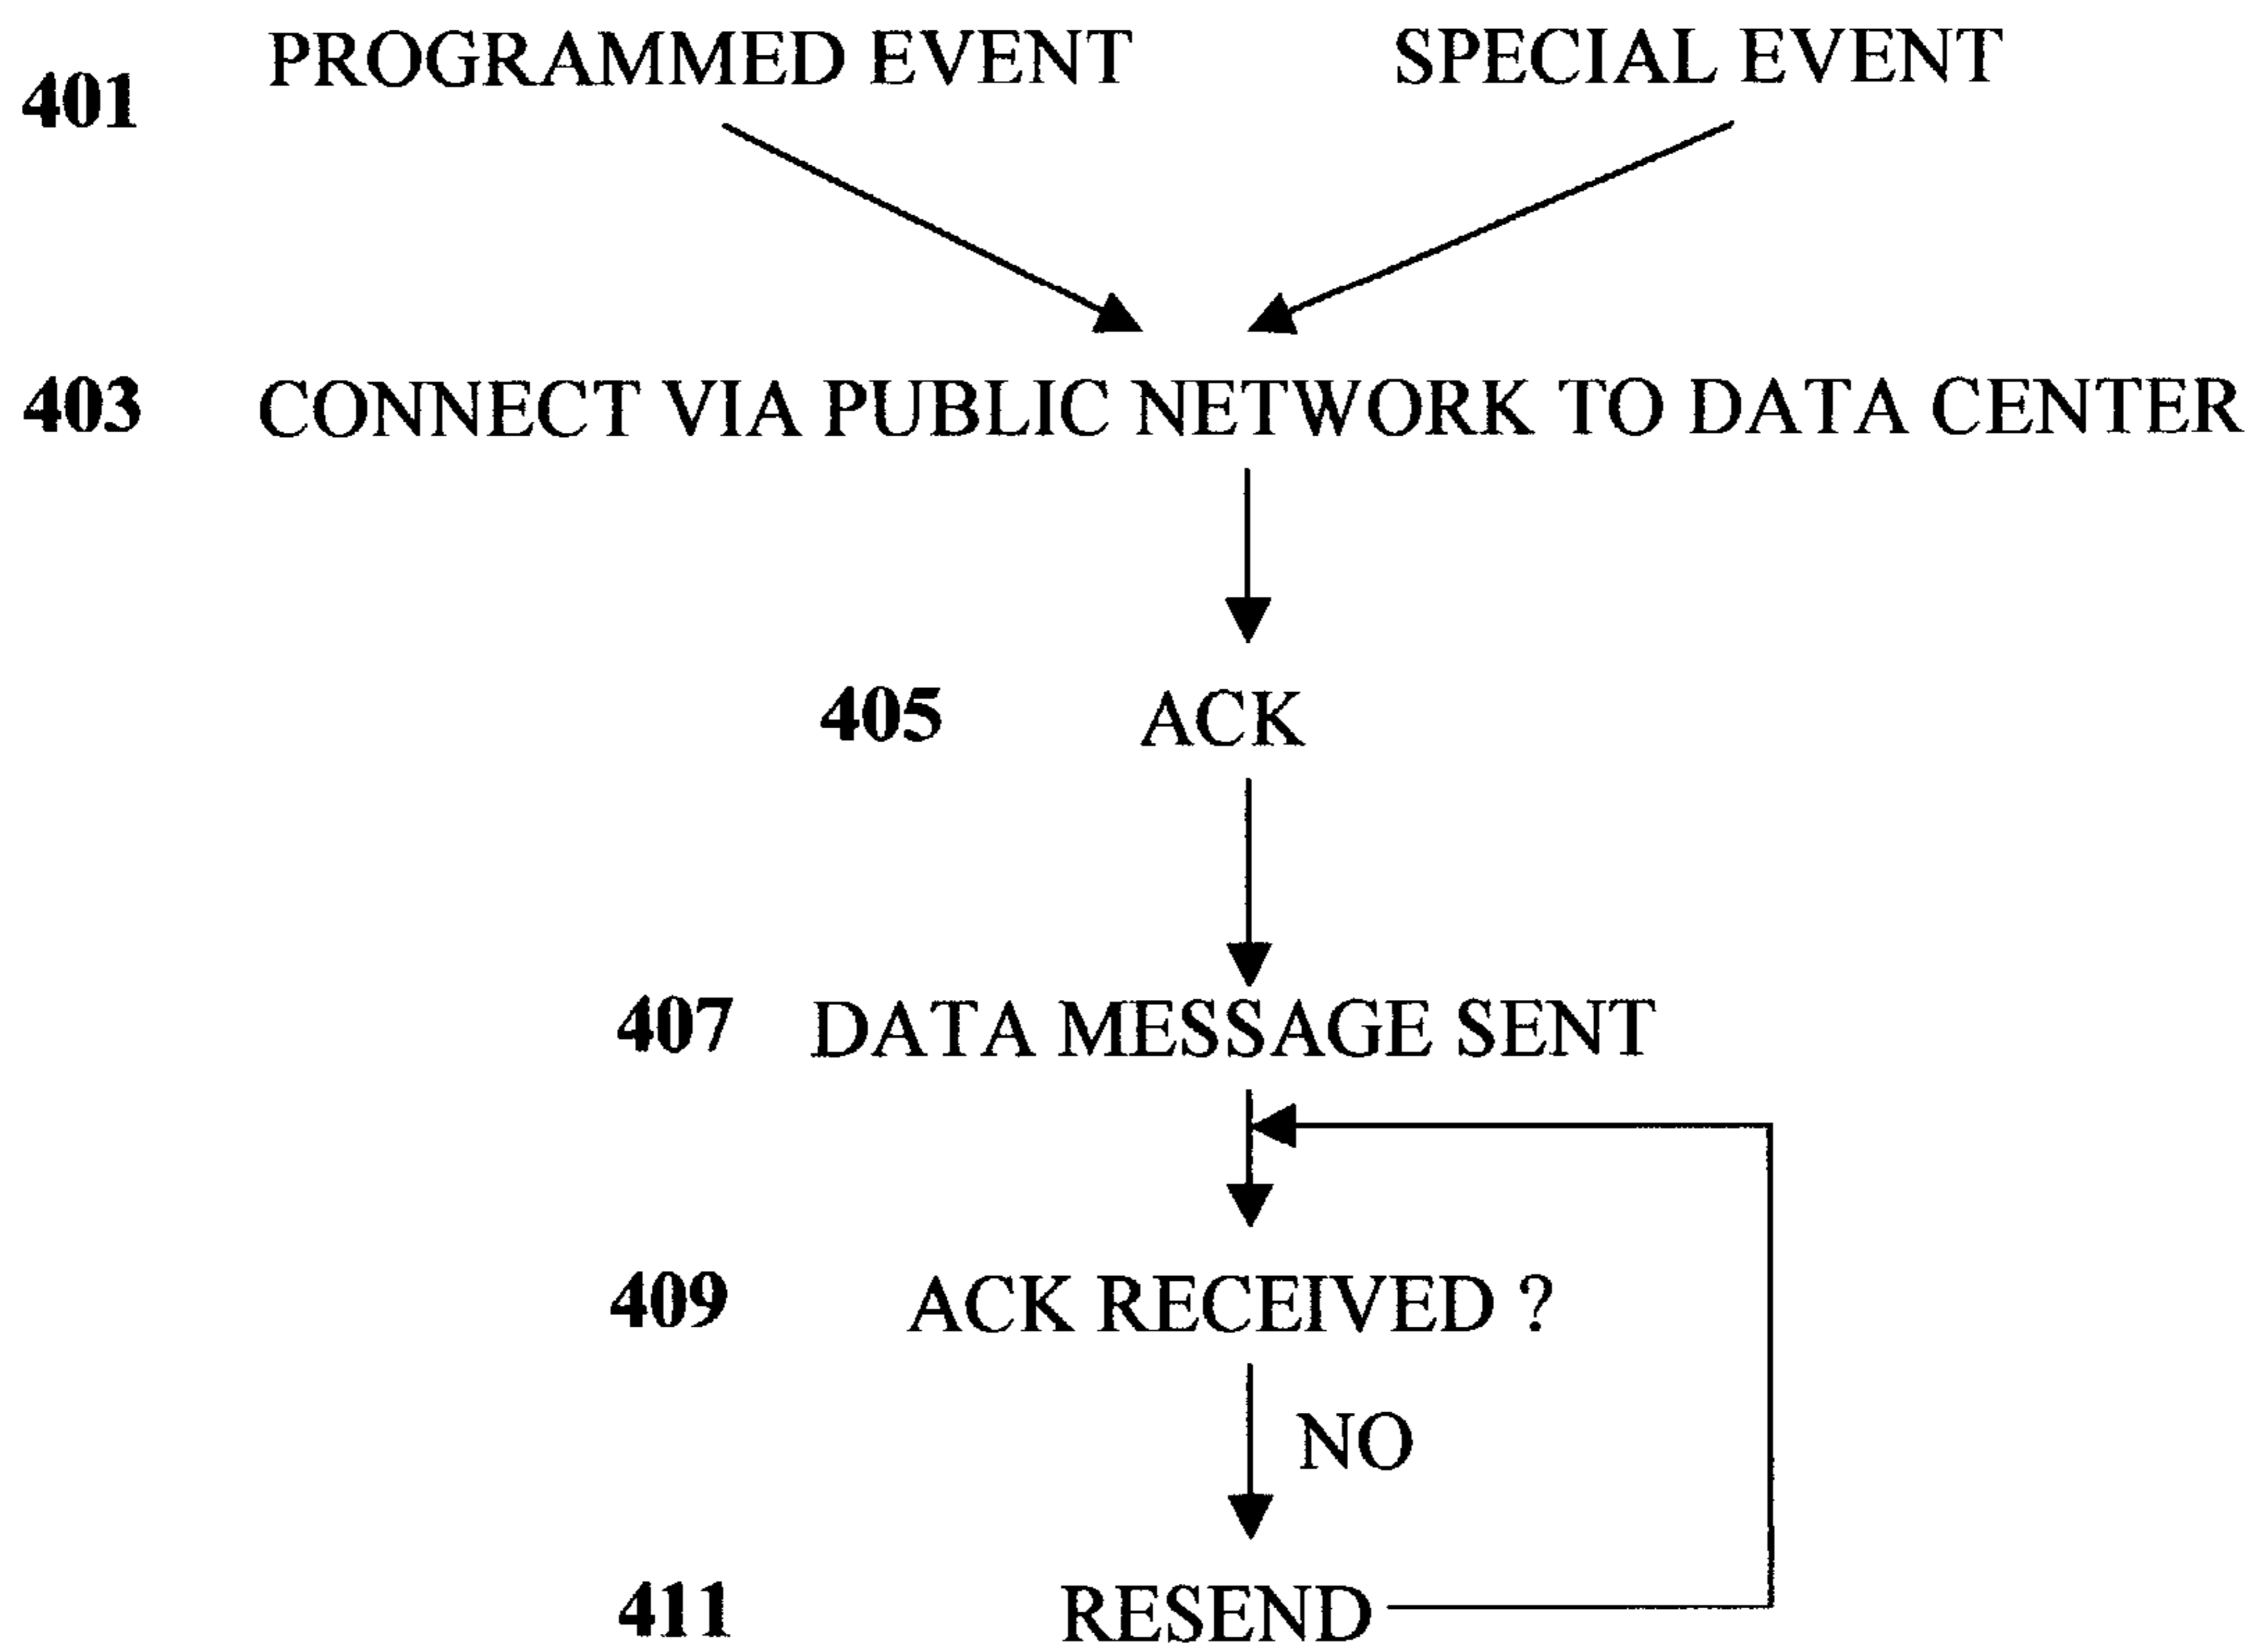 401 PROGRAMMED EVENT SPECIAL EVENT
403 CONNECT VIA PUBLIC NETWORK TO DATA CENTER
405 ACK
407 DATA MESSAGE SENT
409 ACK RECEIVED ?
NO
411 RESEND